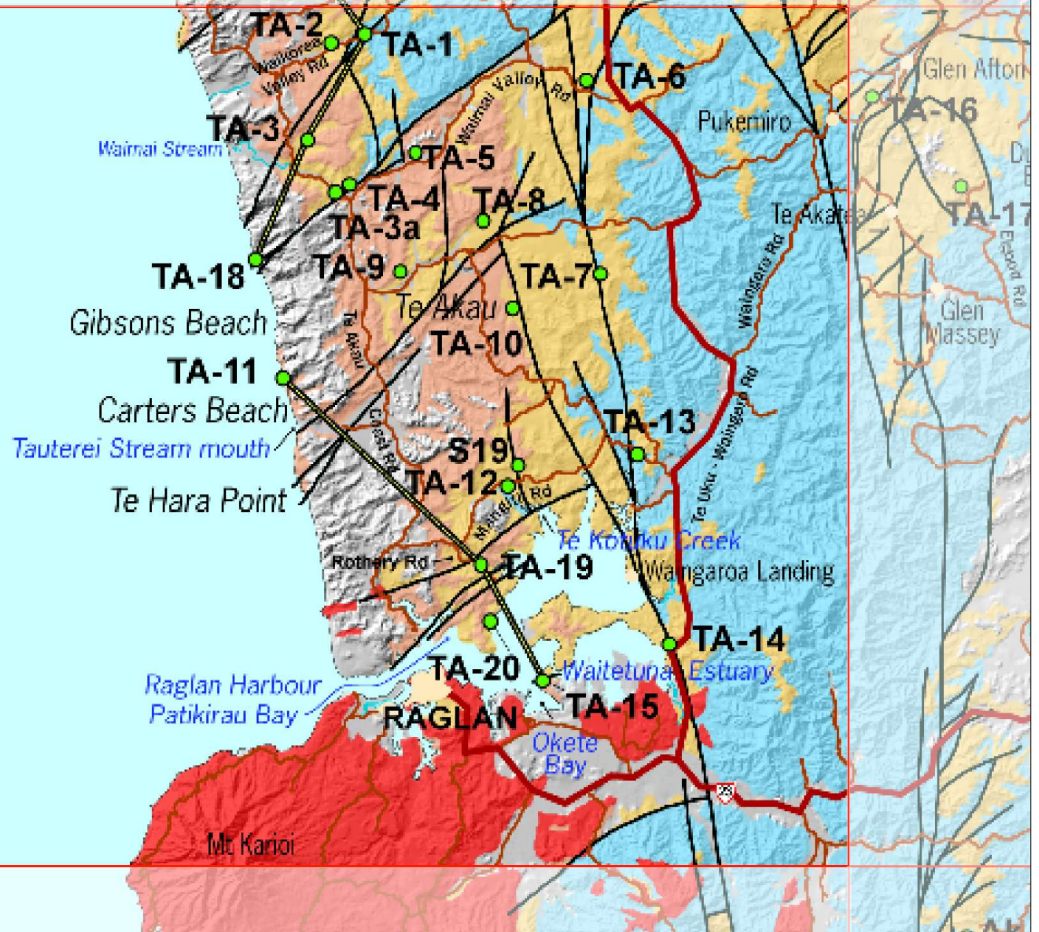 TA-2
TA-1
Waikorea
Valley Rd
TA-6
Glen Afton
TA-16
Waimai Valley Rd
Pukemiro
TA-3
Waimai Stream
TA-5
TA-4
TA-8
TA-3a
Te Akatea
TA-17
TA-18
TA-9
TA-7
Waingaro Rd
Gibsons Beach
Te Akau
Glen
Massey
TA-10
Te Akau
Coast Rd
TA-11
Carters Beach
Tauterei Stream mouth
TA-13
Te Uku - Waingaro Rd
S19
TA-12
Te Hara Point
Te Kotuku Creek
Rothery Rd
TA-19
Waingaroa Landing
TA-14
TA-20
Waitetuna Estuary
Raglan Harbour
Patikirau Bay
RAGLAN
TA-15
Okete
Bay
23
Mt Karioi